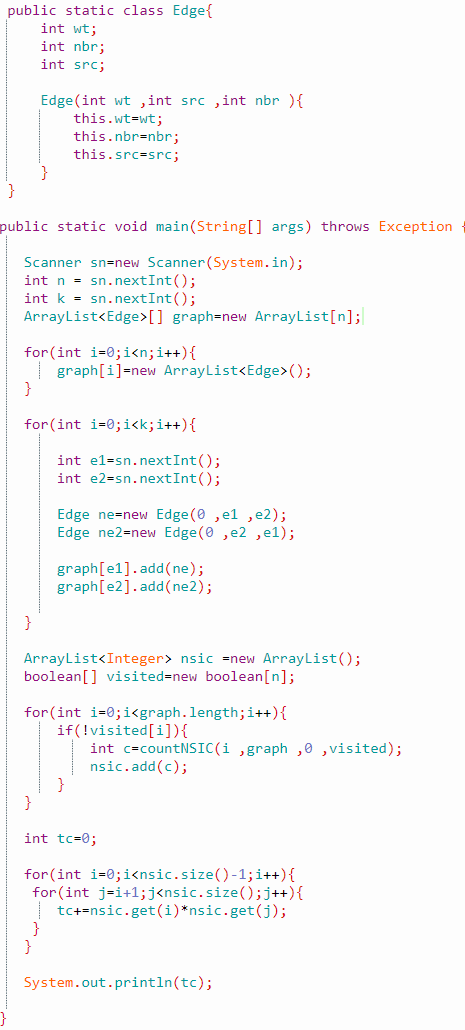 public static class Edge{
    int wt;
    int nbr;
    int src;

    Edge(int wt ,int src ,int nbr ){
        this.wt=wt;
        this.nbr=nbr;
        this.src=src;
    }
}

public static void main(String[] args) throws Exception {

   Scanner sn=new Scanner(System.in);
   int n = sn.nextInt();
   int k = sn.nextInt();
   ArrayList<Edge>[] graph=new ArrayList[n];

   for(int i=0;i<n;i++){
       graph[i]=new ArrayList<Edge>();
   }

   for(int i=0;i<k;i++){

       int e1=sn.nextInt();
       int e2=sn.nextInt();

       Edge ne=new Edge(0 ,e1 ,e2);
       Edge ne2=new Edge(0 ,e2 ,e1);

       graph[e1].add(ne);
       graph[e2].add(ne2);

   }

   ArrayList<Integer> nsic =new ArrayList();
   boolean[] visited=new boolean[n];

   for(int i=0;i<graph.length;i++){
       if(!visited[i]){
           int c=countNSIC(i ,graph ,0 ,visited);
           nsic.add(c);
       }
   }

   int tc=0;

   for(int i=0;i<nsic.size()-1;i++){
    for(int j=i+1;j<nsic.size();j++){
       tc+=nsic.get(i)*nsic.get(j);
    }
   }

   System.out.println(tc);

}